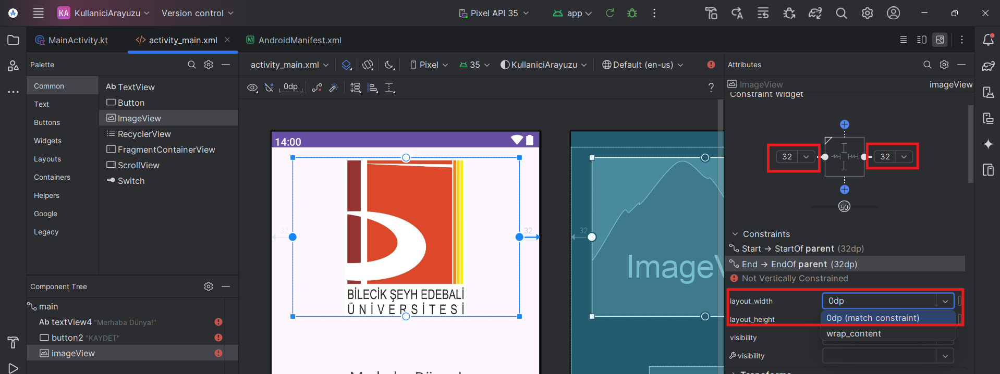 KA KullaniciArayuzu Version control Pixel API 35 app
MainActivity.kt activity_main.xml AndroidManifest.xml
Palette
Common
Text
Buttons
Widgets
Layouts
Containers
Helpers
Google
Legacy
Ab TextView
Button
ImageView
RecyclerView
FragmentContainerView
ScrollView
Switch
Component Tree
main
Ab textView4 "Merhaba Dünya!"
button2 "KAYDET"
imageView
activity_main.xml Pixel 35 KullaniciArayuzu Default (en-us)
0dp ?
14:00
32 32
BİLECİK ŞEYH EDEBALİ
ÜNİVERSİTESİ
32
ImageV
Attributes
ImageView imageView
Constraint Widget
32 32
50
Constraints
Start → StartOf parent (32dp)
End → EndOf parent (32dp)
Not Vertically Constrained
layout_width 0dp
layout_height 0dp (match constraint)
wrap_content
visibility
visibility